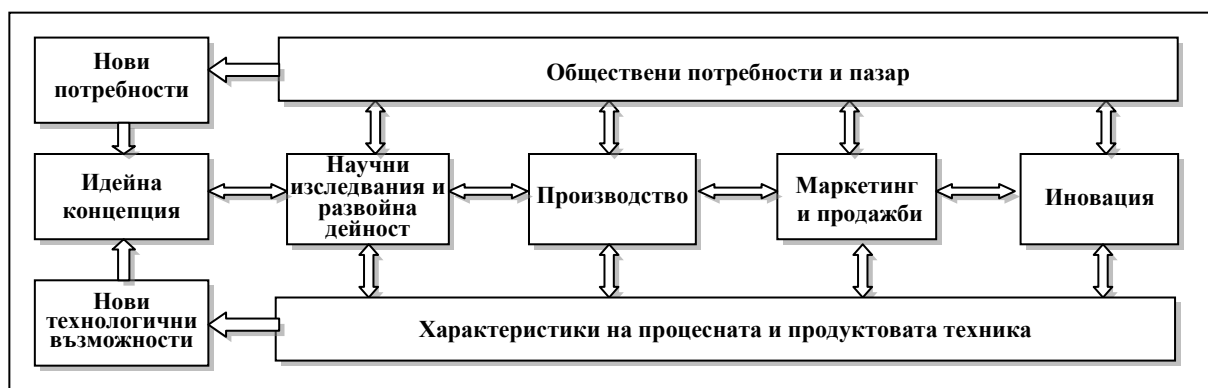 Нови
потребности
Обществени потребности и пазар
Идейна
концепция
Научни
изследвания и
развойна
дейност
Производство
Маркетинг
и продажби
Иновация
Нови
технологични
възможности
Характеристики на процесната и продуктовата техника